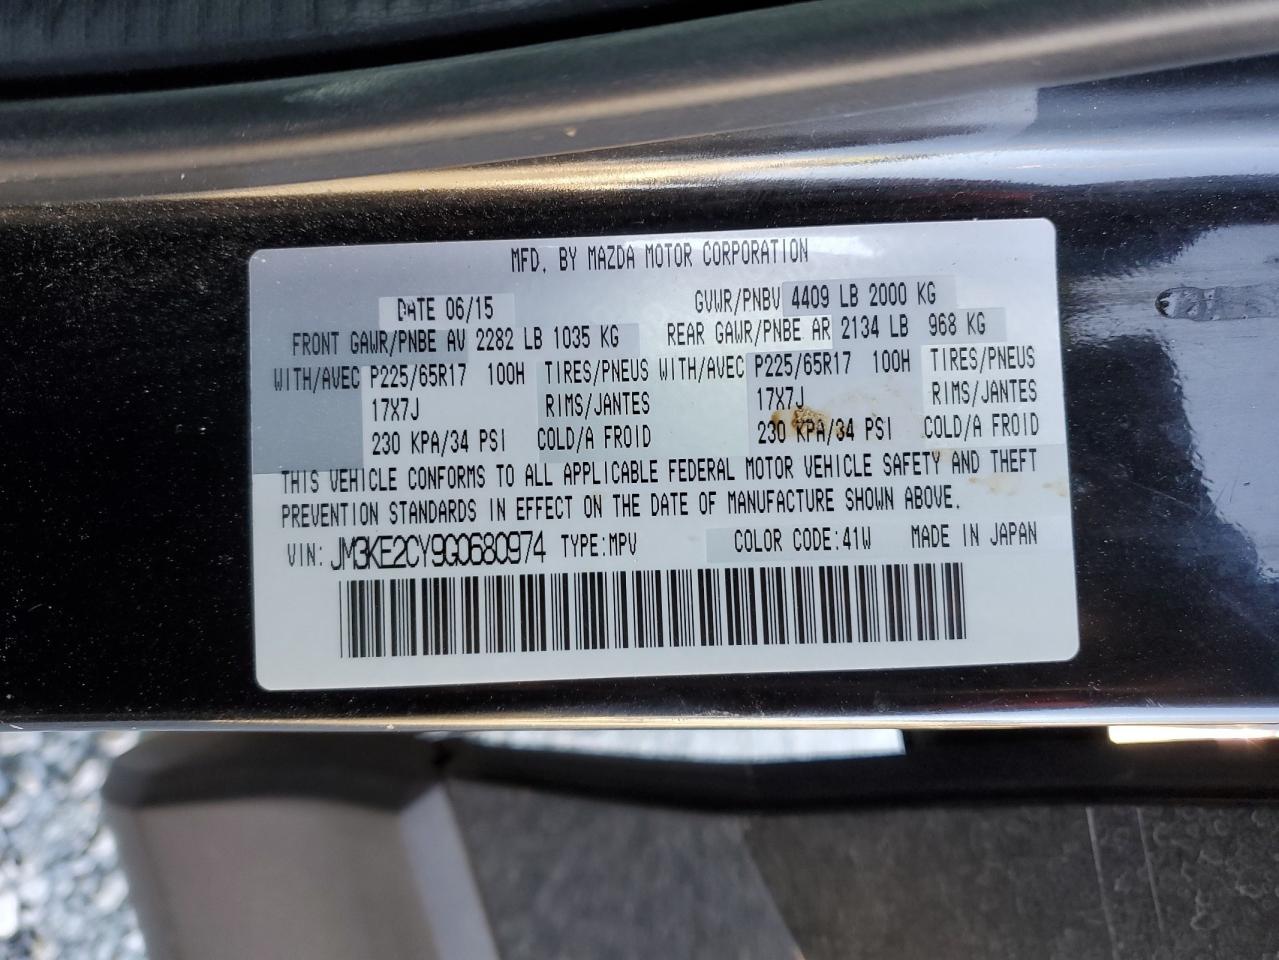 MFD. BY MAZDA MOTOR CORPORATION
DATE 06/15 GVWR/PNBV 4409 LB 2000 KG
FRONT GAWR/PNBE AV 2282 LB 1035 KG REAR GAWR/PNBE AR 2134 LB 968 KG
WITH/AVEC P225/65R17 100H TIRES/PNEUS WITH/AVEC P225/65R17 100H TIRES/PNEUS
17X7J RIMS/JANTES 17X7J RIMS/JANTES
230 KPA/34 PSI COLD/A FROID 230 KPA/34 PSI COLD/A FROID
THIS VEHICLE CONFORMS TO ALL APPLICABLE FEDERAL MOTOR VEHICLE SAFETY AND THEFT
PREVENTION STANDARDS IN EFFECT ON THE DATE OF MANUFACTURE SHOWN ABOVE.
VIN: JM3KE2CY9G0680974 TYPE:MPV COLOR CODE:41W MADE IN JAPAN